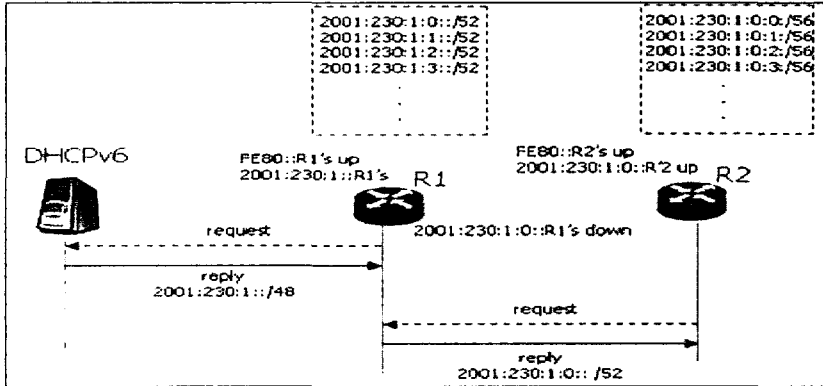 2001:230:1:0::/52
2001:230:1:1::/52
2001:230:1:2::/52
2001:230:1:3::/52
2001:230:1:0:0:/56
2001:230:1:0:1:/56
2001:230:1:0:2:/56
2001:230:1:0:3:/56
DHCPv6
FE80::R1's up
2001:230:1::R1's
R1
FE80::R2's up
2001:230:1:0::R'2 up
R2
request
2001:230:1:0::R1's down
reply
2001:230:1::/48
request
reply
2001:230:1:0:: /52